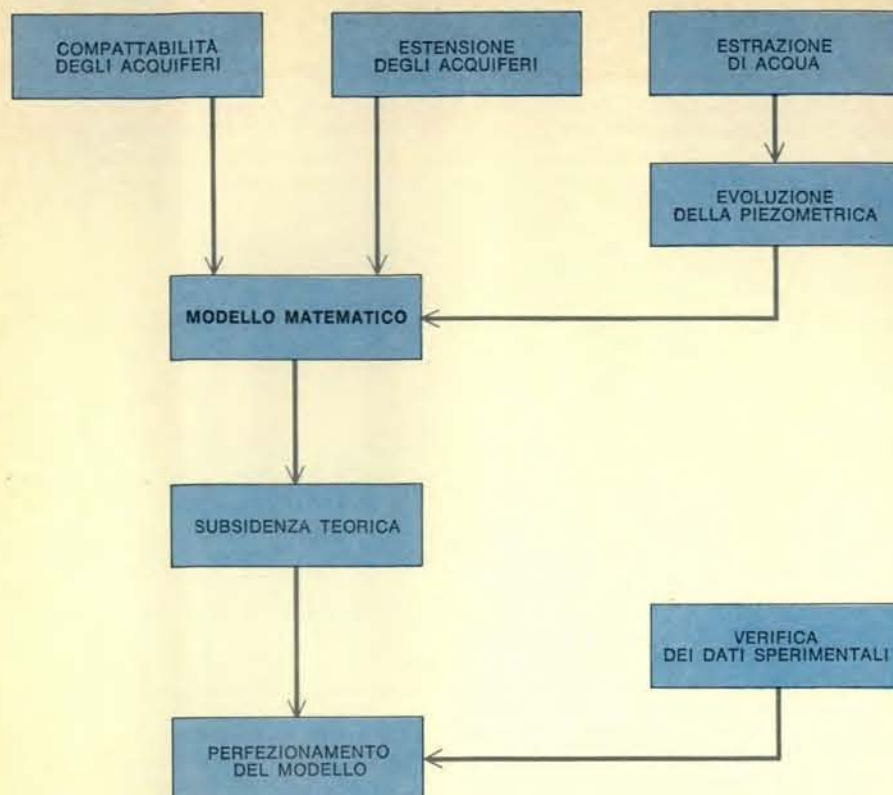 COMPATTABILITÀ
DEGLI ACQUIFERI
ESTENSIONE
DEGLI ACQUIFERI
ESTRAZIONE
DI ACQUA
EVOLUZIONE
DELLA PIEZOMETRICA
MODELLO MATEMATICO
SUBSIDENZA TEORICA
VERIFICA
DEI DATI SPERIMENTALI
PERFEZIONAMENTO
DEL MODELLO